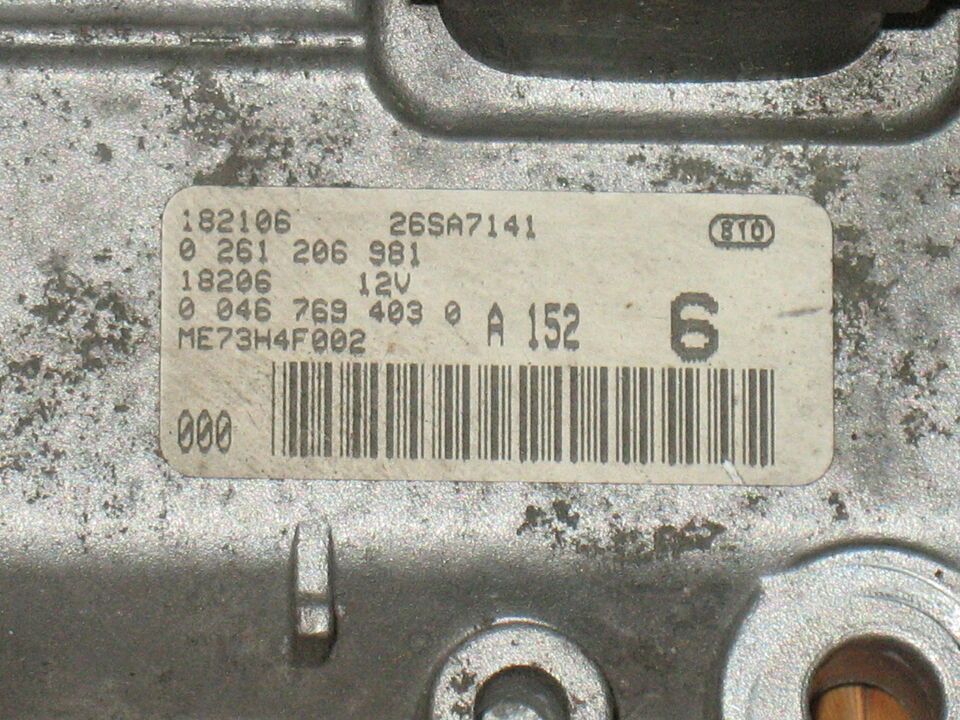 182106 26SA7141 BTO
0 261 206 981
18206 12V
0 046 769 403 0 A 152 6
ME73H4F002
000